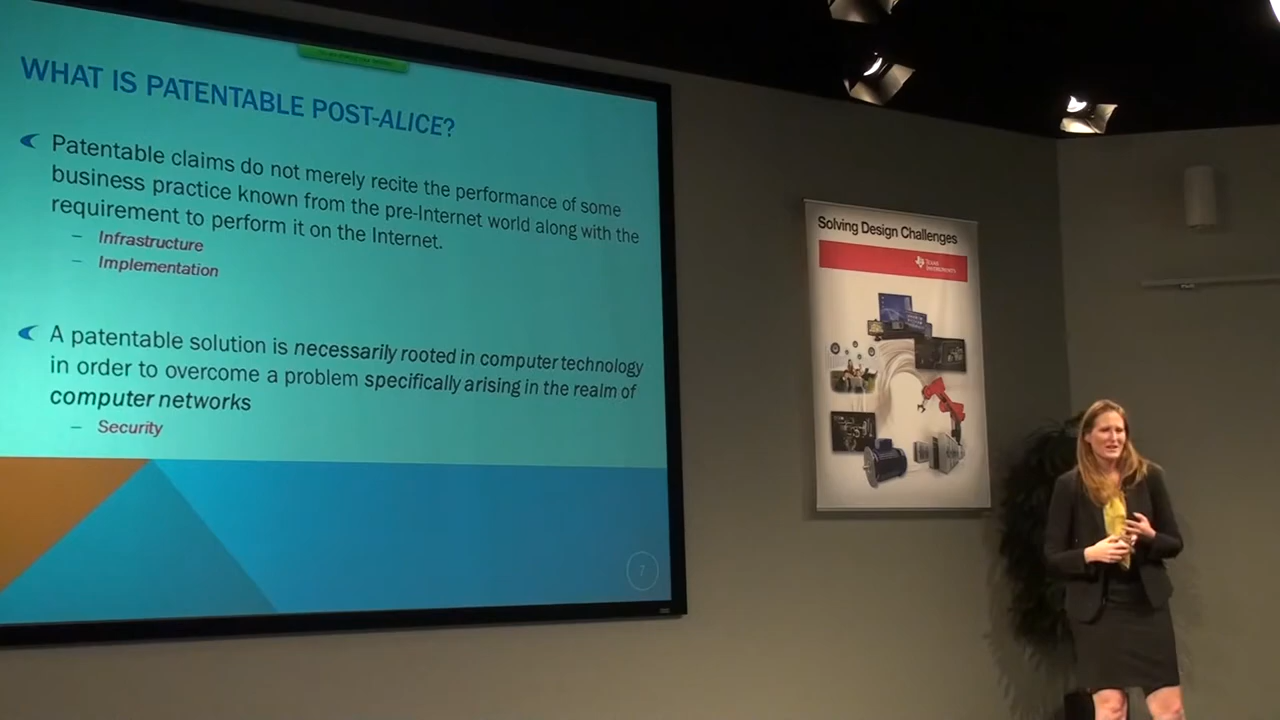 WHAT IS PATENTABLE POST-ALICE?
Patentable claims do not merely recite the performance of some
business practice known from the pre-Internet world along with the
requirement to perform it on the Internet.
– Infrastructure
– Implementation
A patentable solution is necessarily rooted in computer technology
in order to overcome a problem specifically arising in the realm of
computer networks
– Security
7
Solving Design Challenges
TEXAS
INSTRUMENTS